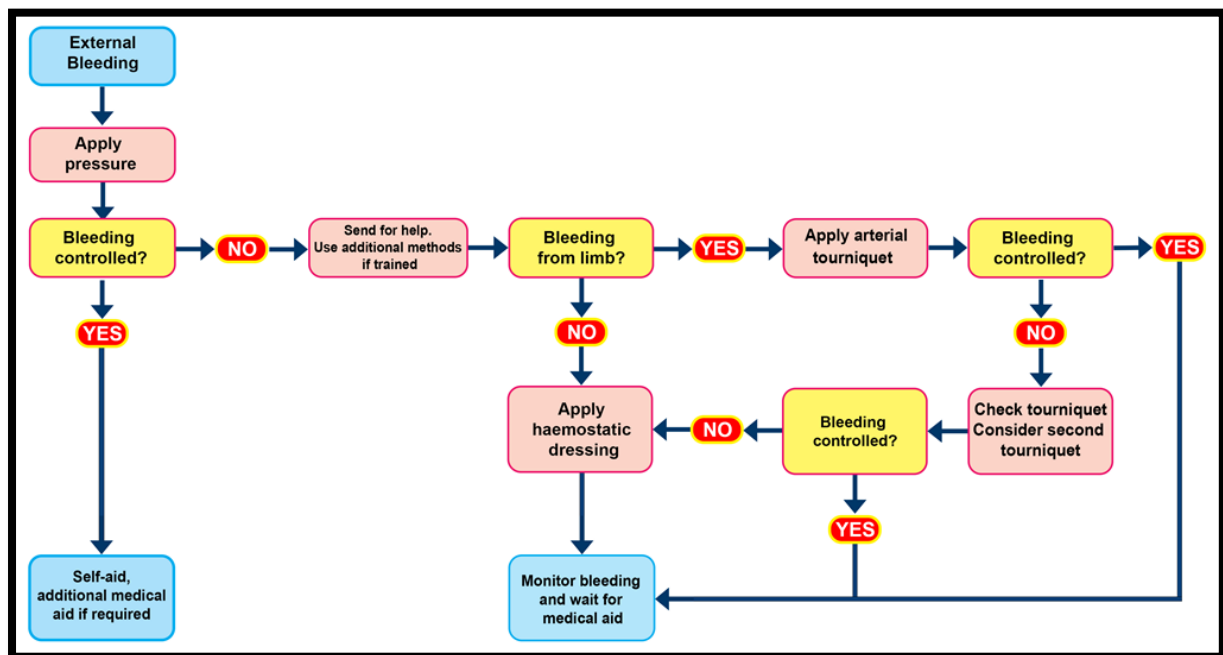 External
Bleeding
Apply
pressure
Bleeding
controlled?
NO
Send for help.
Use additional methods
if trained
Bleeding
from limb?
YES
Apply arterial
tourniquet
Bleeding
controlled?
YES
YES
NO
NO
Apply
haemostatic
dressing
NO
Bleeding
controlled?
Check tourniquet
Consider second
tourniquet
YES
Self-aid,
additional medical
aid if required
Monitor bleeding
and wait for
medical aid